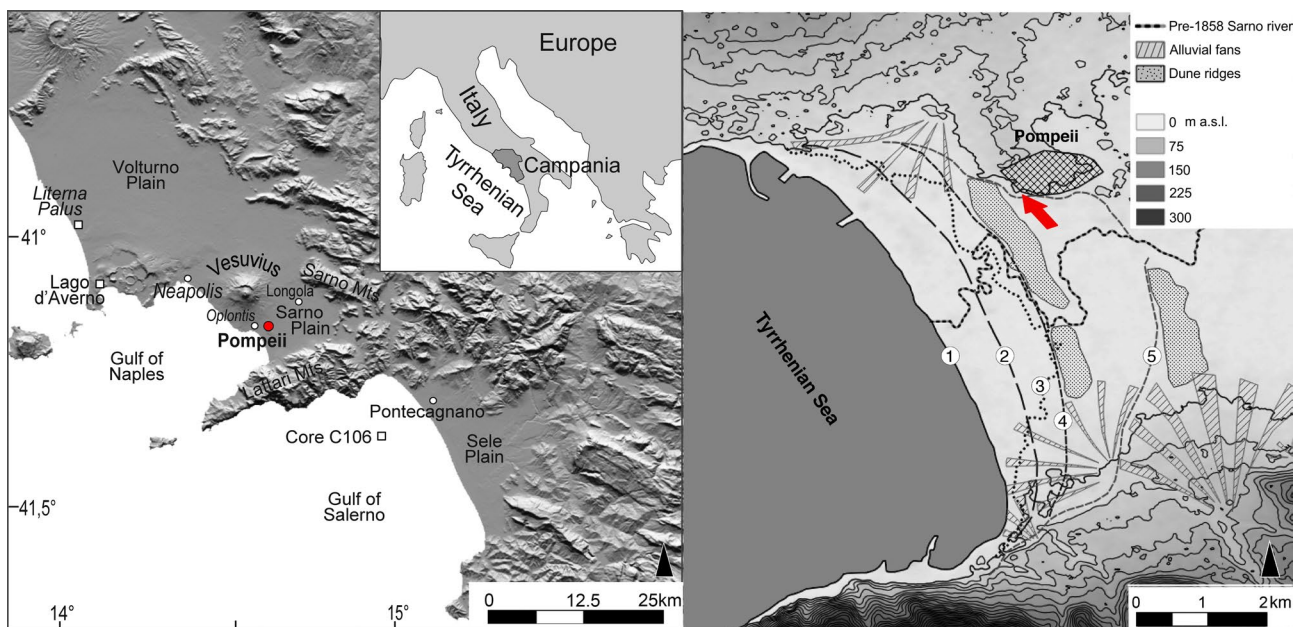 Europe
Italy
Tyrrhenian
Sea
Campania
Volturno
Plain
Literna
Palus
41°
Lago
d'Averno
Neapolis
Vesuvius
Sarno Mts
Longola
Oplontis
Sarno
Plain
Pompeii
Gulf of
Naples
Lattari Mts
Pontecagnano
Core C106
Sele
Plain
41,5°
Gulf of
Salerno
14°
15°
0 12.5 25km
Pre-1858 Sarno river
Alluvial fans
Dune ridges
0 m a.s.l.
75
150
225
300
Pompeii
Tyrrhenian Sea
1
2
3
4
5
0 1 2 km